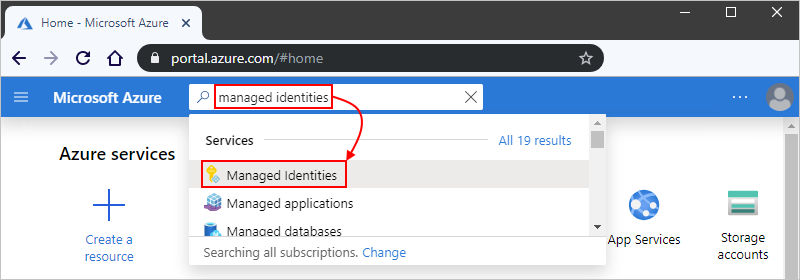 Home - Microsoft Azure
portal.azure.com/#home
Microsoft Azure
managed identities
Services
All 19 results
Azure services
Managed Identities
Managed applications
Managed databases
Create a
resource
App Services
Storage
accounts
Searching all subscriptions. Change